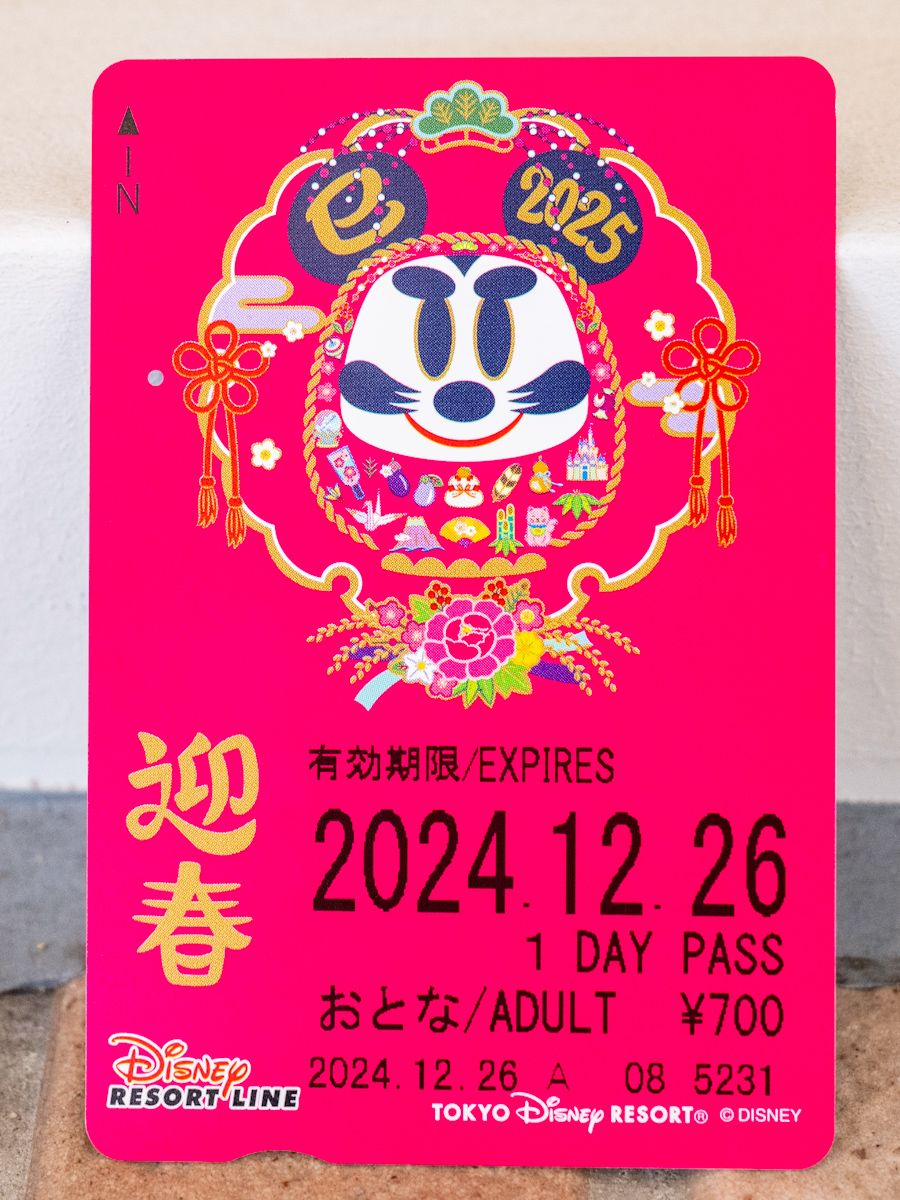 IN
巳
2025
迎春
有効期限/EXPIRES
2024.12.26
1 DAY PASS
おとな/ADULT ¥700
2024.12.26 A 08 5231
Disney
RESORT LINE
TOKYO Disney RESORT® © DISNEY